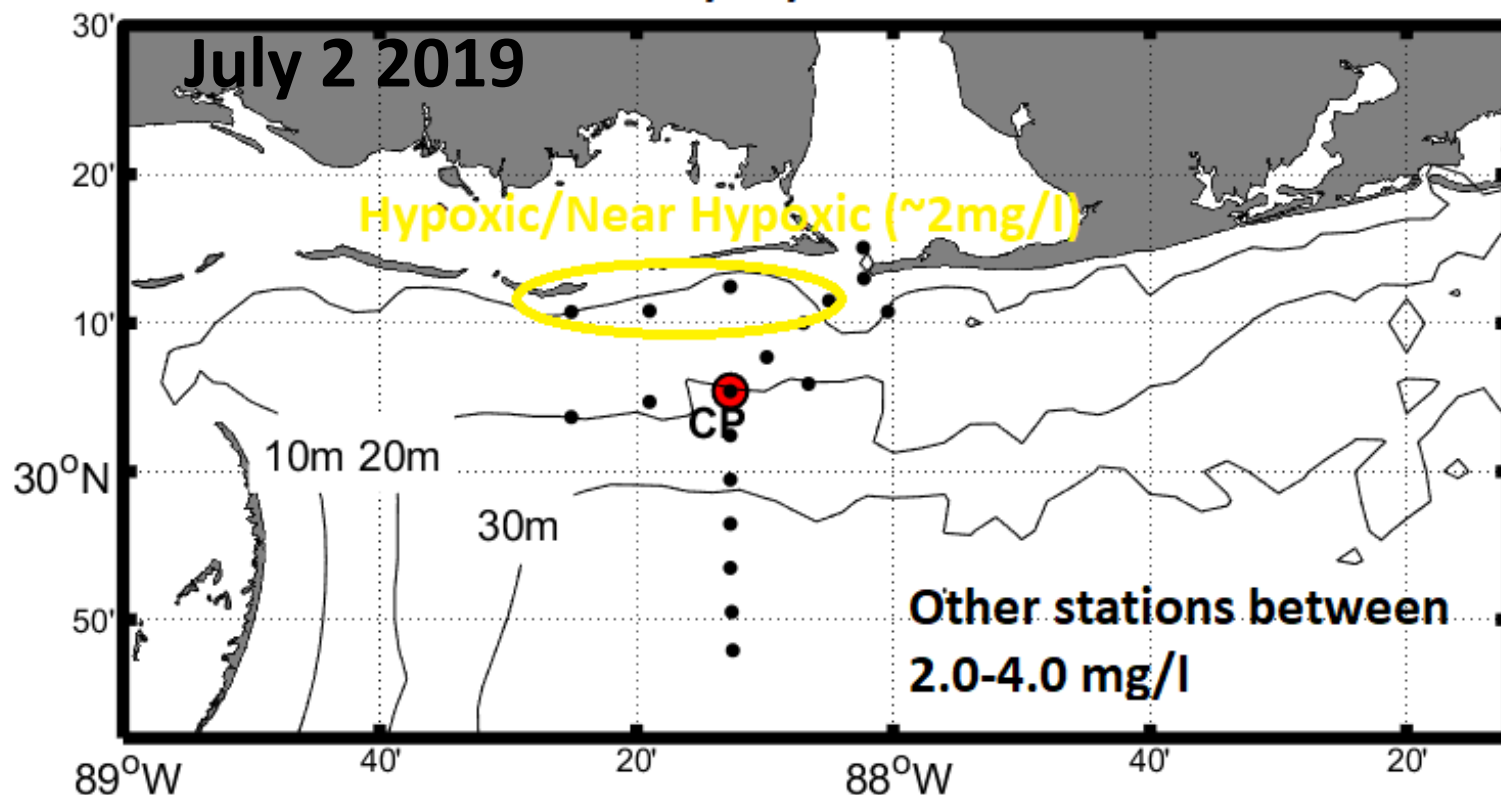 30'
July 2 2019
20'
Hypoxic/Near Hypoxic (~2mg/l)
10'
CP
10m 20m
30°N
30m
Other stations between
50'
2.0-4.0 mg/l
89°W 40' 20' 88°W 40' 20'